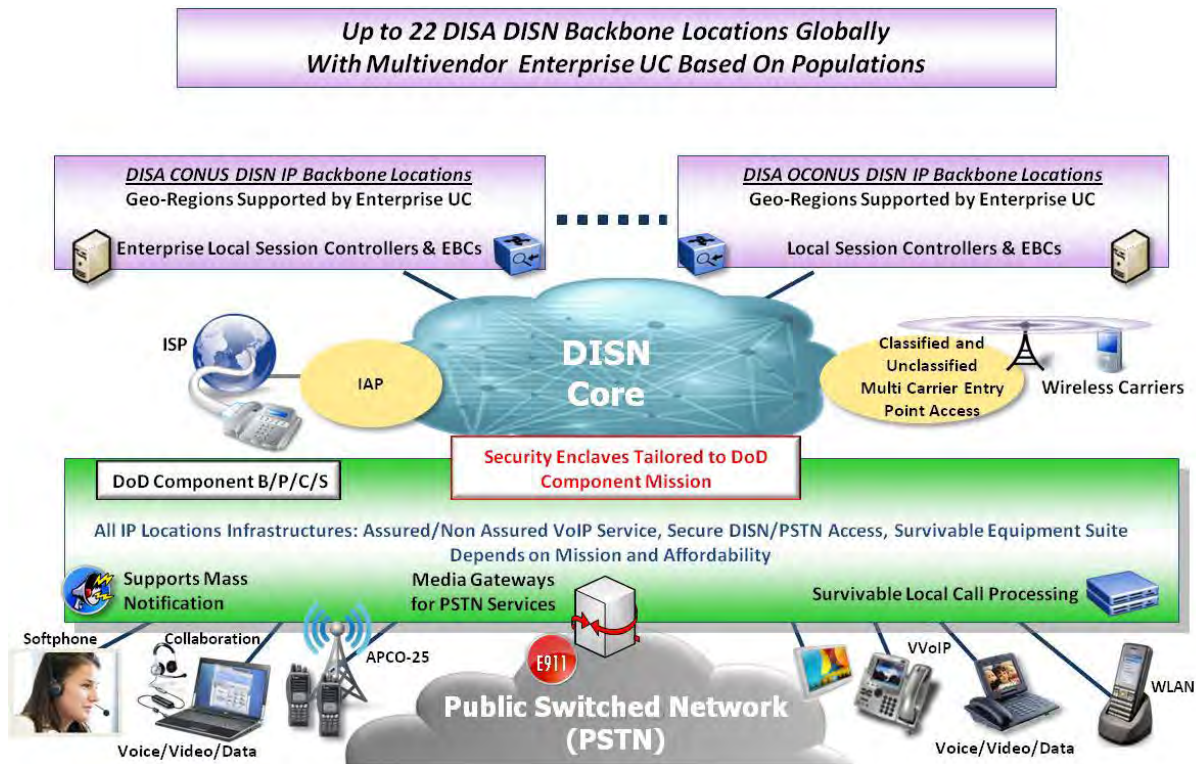 Up to 22 DISA DISN Backbone Locations Globally
With Multivendor Enterprise UC Based On Populations
DISA CONUS DISN IP Backbone Locations
Geo-Regions Supported by Enterprise UC
Enterprise Local Session Controllers & EBCs
DISA OCONUS DISN IP Backbone Locations
Geo-Regions Supported by Enterprise UC
Local Session Controllers & EBCs
ISP
IAP
DISN
Core
Classified and
Unclassified
Multi Carrier Entry
Point Access
Wireless Carriers
DoD Component B/P/C/S
Security Enclaves Tailored to DoD
Component Mission
All IP Locations Infrastructures: Assured/Non Assured VoIP Service, Secure DISN/PSTN Access, Survivable Equipment Suite
Depends on Mission and Affordability
Supports Mass
Notification
Media Gateways
for PSTN Services
Survivable Local Call Processing
Softphone
Collaboration
APCO-25
E911
VVoIP
WLAN
Public Switched Network
(PSTN)
Voice/Video/Data
Voice/Video/Data